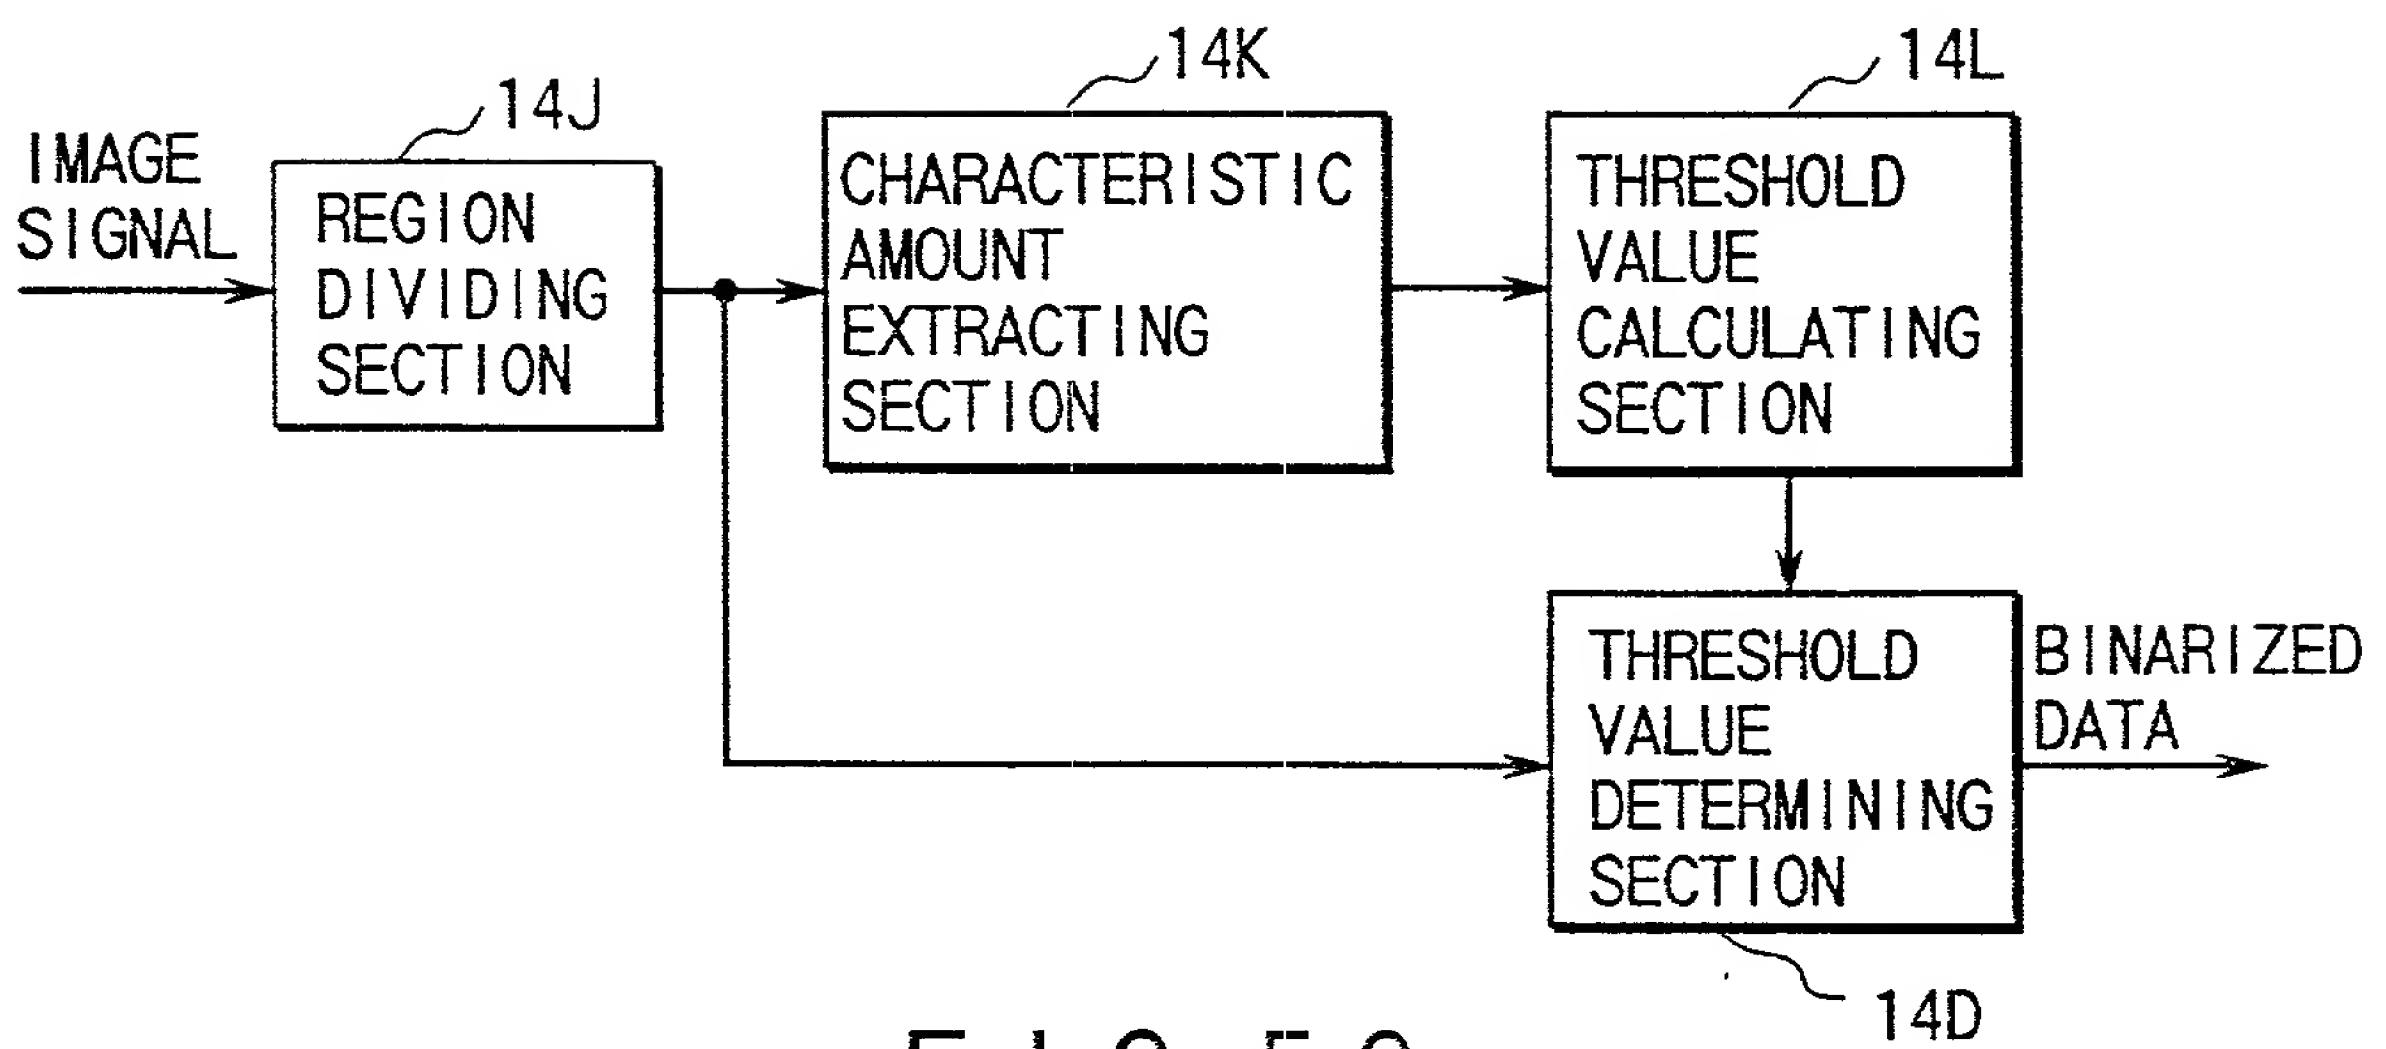 14J
14K
14L
IMAGE
SIGNAL
REGION
DIVIDING
SECTION
CHARACTERISTIC
AMOUNT
EXTRACTING
SECTION
THRESHOLD
VALUE
CALCULATING
SECTION
THRESHOLD
VALUE
DETERMINING
SECTION
BINARIZED
DATA
14D